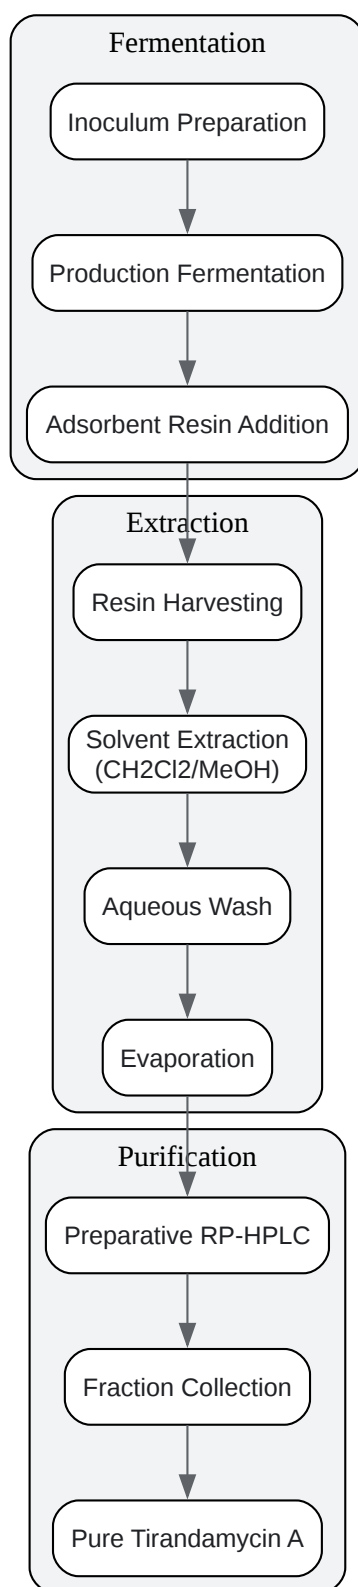 Fermentation
Inoculum Preparation
Production Fermentation
Adsorbent Resin Addition
Extraction
Resin Harvesting
Solvent Extraction
(CH2Cl2/MeOH)
Aqueous Wash
Evaporation
Purification
Preparative RP-HPLC
Fraction Collection
Pure Tirandamycin A